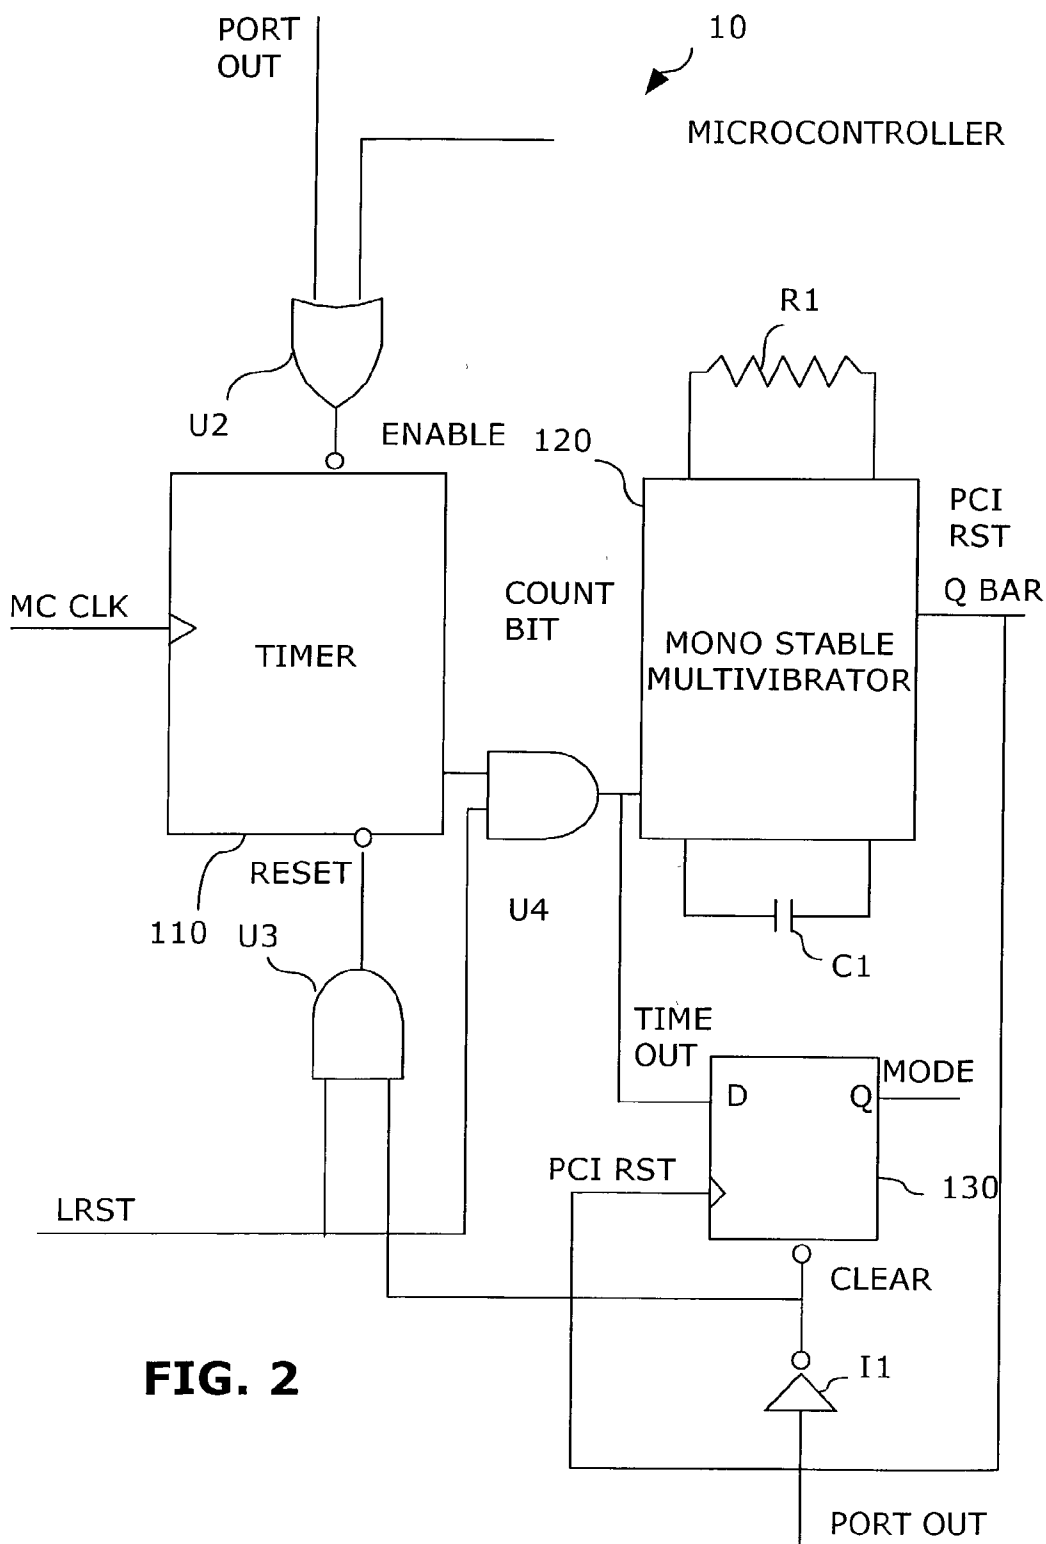 PORT
OUT
10
MICROCONTROLLER
R1
U2
ENABLE
120
PCI
RST
MC CLK
COUNT
BIT
Q BAR
TIMER
MONO STABLE
MULTIVIBRATOR
RESET
110
U3
U4
C1
TIME
OUT
MODE
D
Q
PCI RST
130
LRST
CLEAR
I1
FIG. 2
PORT OUT